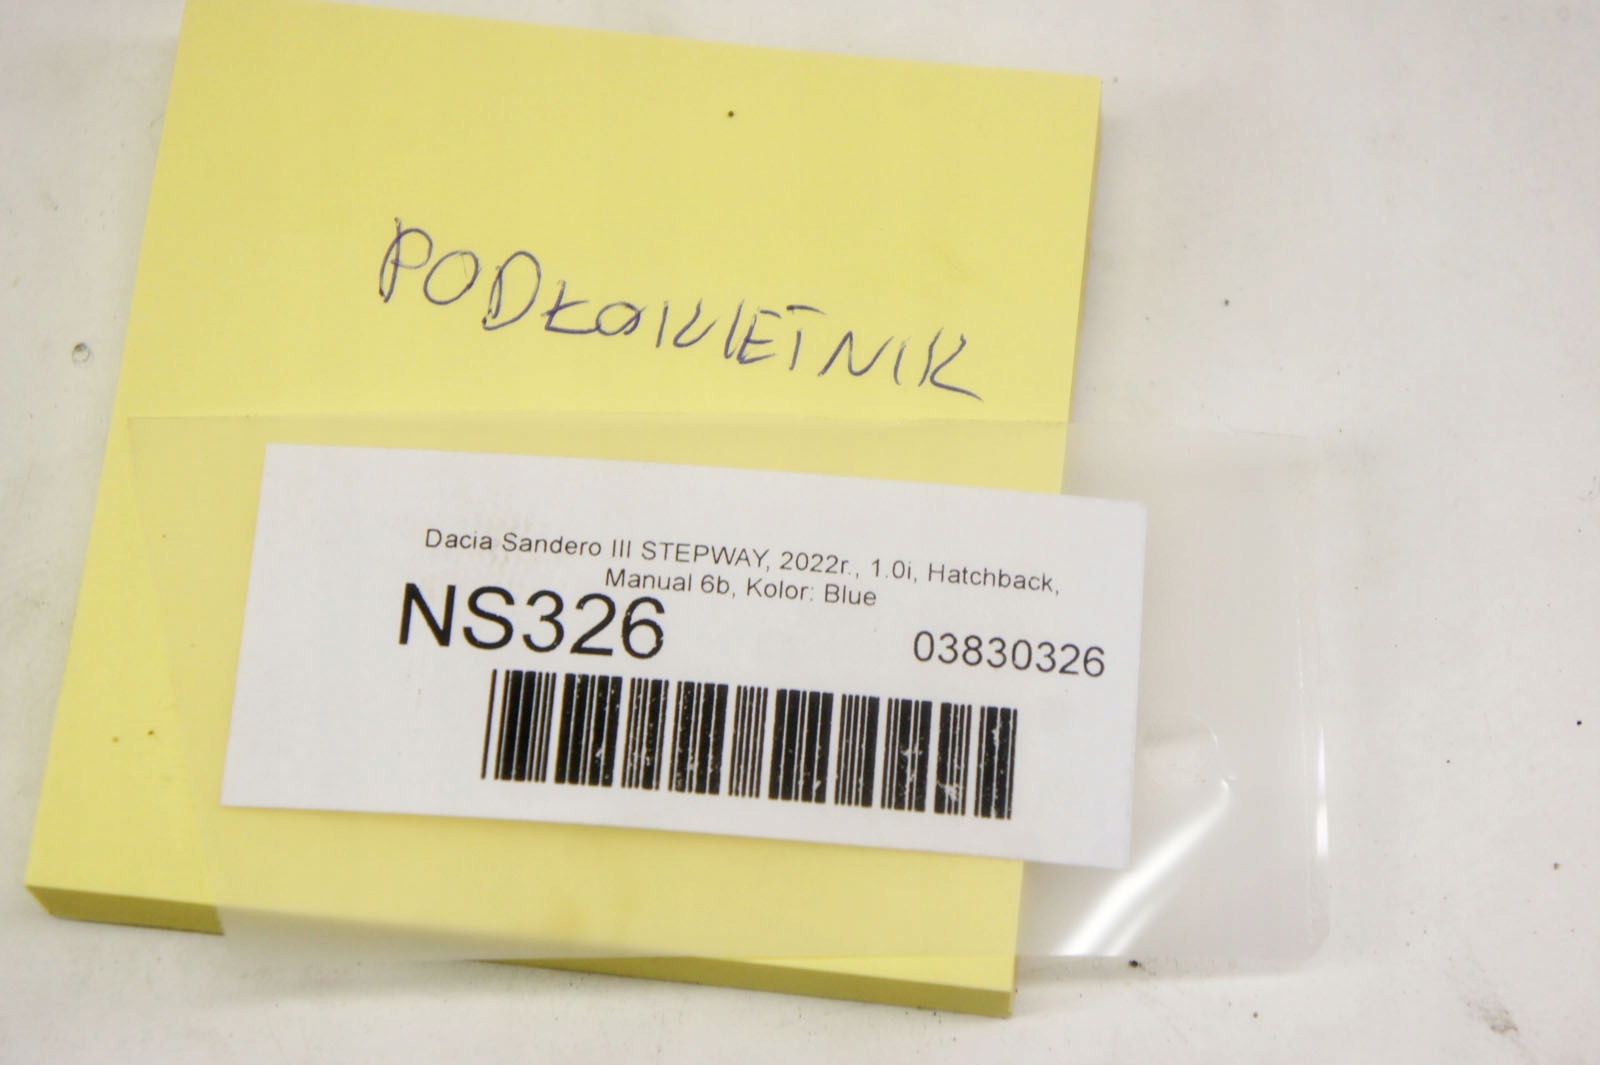 PODŁOKIETNIK
Dacia Sandero III STEPWAY, 2022r., 1.0i, Hatchback,
Manual 6b, Kolor: Blue
NS326
03830326